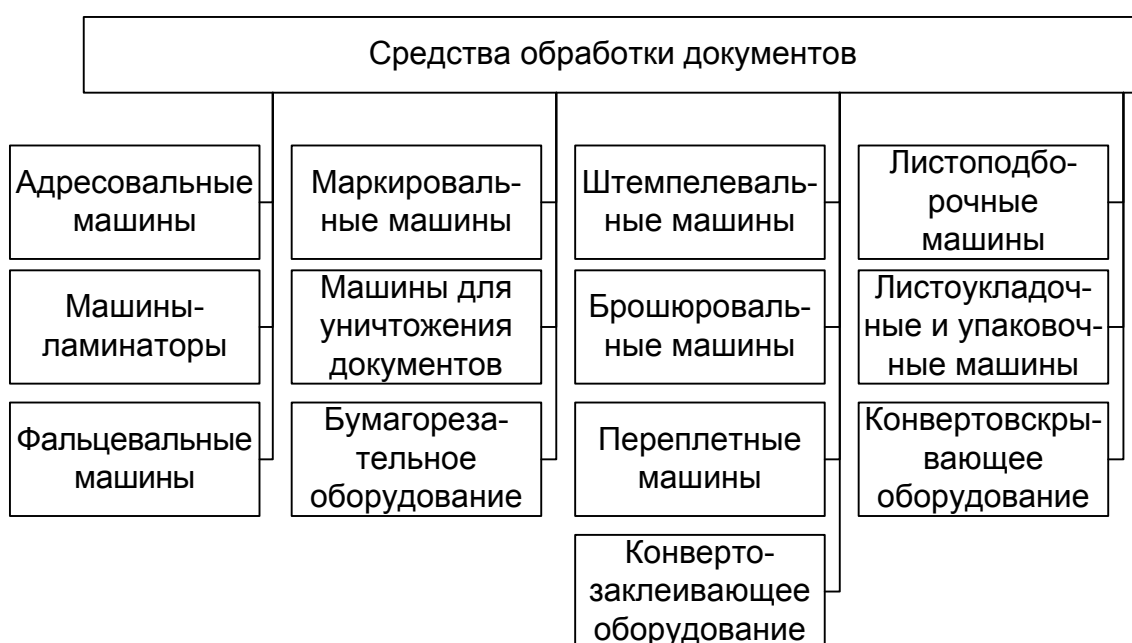 Средства обработки документов
Адресовальные
машины
Маркироваль-
ные машины
Штемпелеваль-
ные машины
Листоподбо-
рочные
машины
Машины-
ламинаторы
Машины для
уничтожения
документов
Брошюроваль-
ные машины
Листоукладоч-
ные и упаковоч-
ные машины
Фальцевальные
машины
Бумагореза-
тельное
оборудование
Переплетные
машины
Конвертовскры-
вающее
оборудование
Конверто-
заклеивающее
оборудование